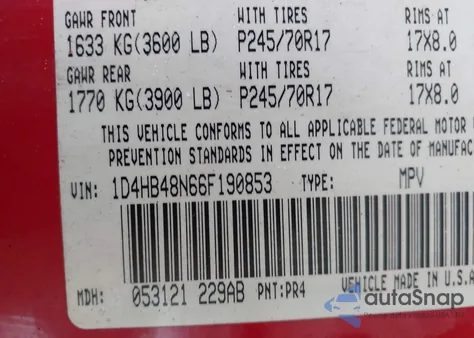 GAWR FRONT WITH TIRES RIMS AT
1633 KG(3600 LB) P245/70R17 17X8.0
GAWR REAR WITH TIRES RIMS AT
1770 KG(3900 LB) P245/70R17 17X8.0
THIS VEHICLE CONFORMS TO ALL APPLICABLE FEDERAL MOTOR
PREVENTION STANDARDS IN EFFECT ON THE DATE OF MANUFAC
VIN: 1D4HB48N66F190853 TYPE: MPV
MDH: 053121 229AB PNT:PR4 VEHICLE MADE IN U.S.A
autoSnap